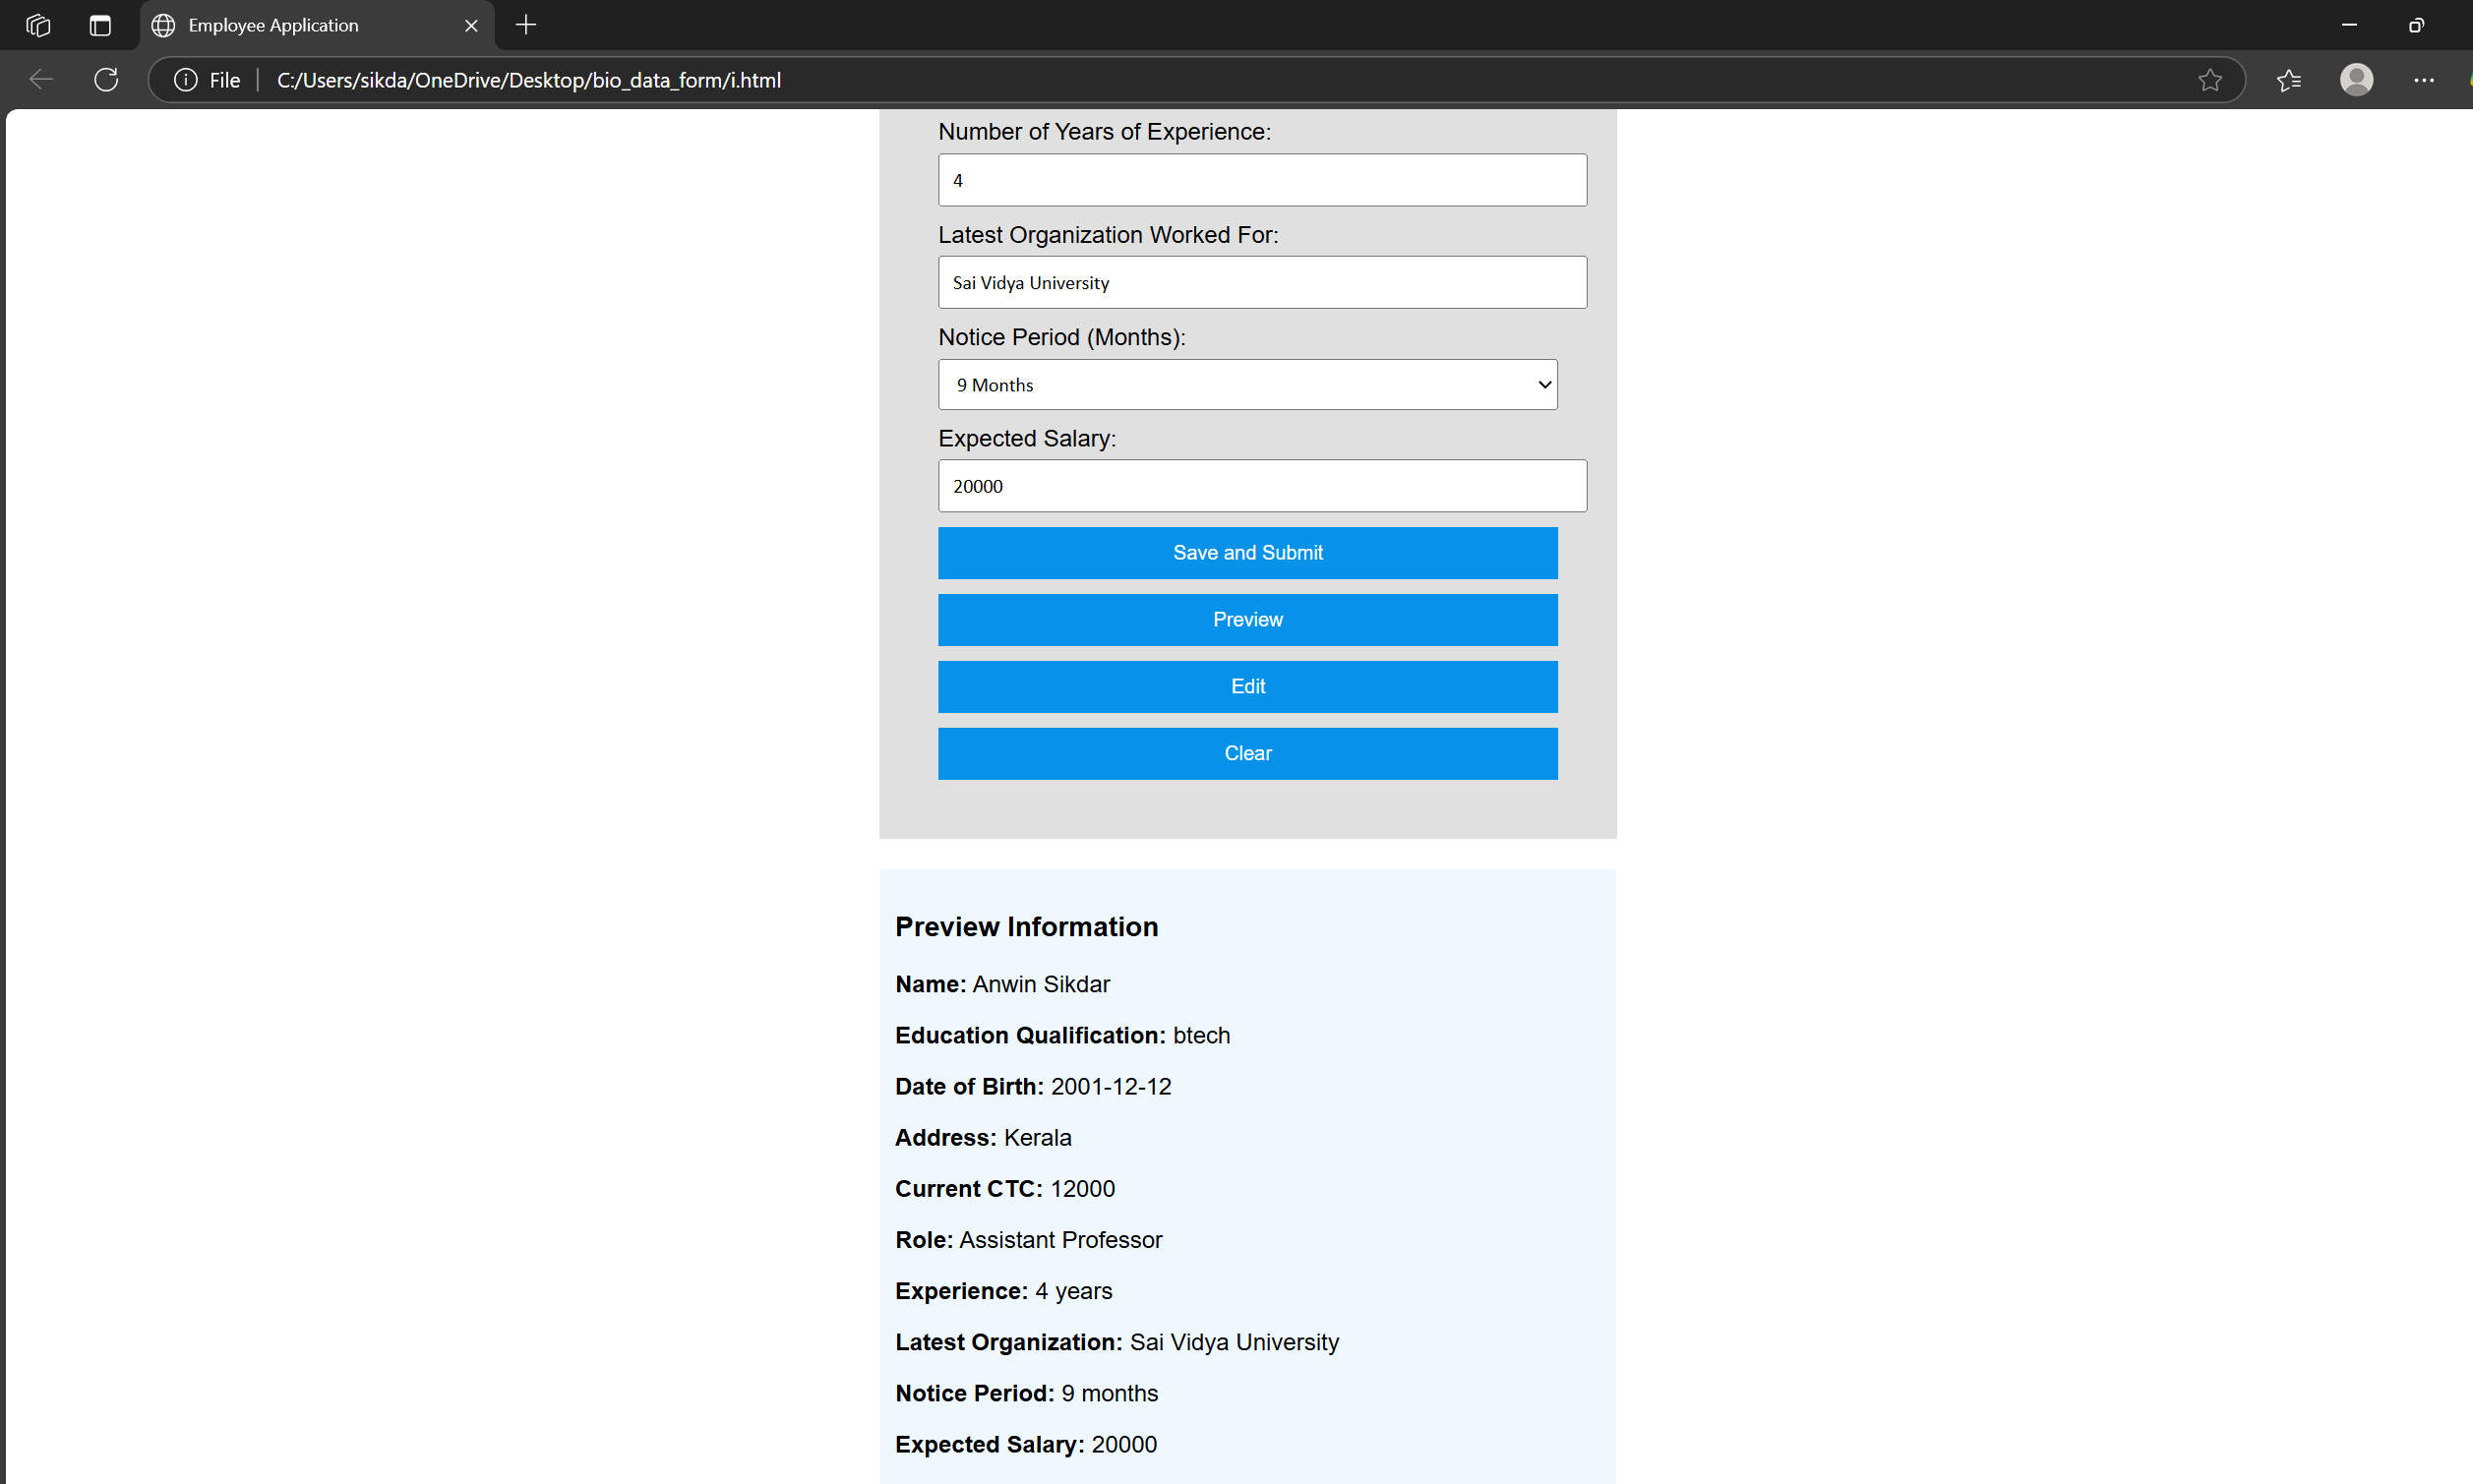 Employee Application
File
C:/Users/sikda/OneDrive/Desktop/bio_data_form/i.html
Number of Years of Experience:
4
Latest Organization Worked For:
Sai Vidya University
Notice Period (Months):
9 Months
Expected Salary:
20000
Save and Submit
Preview
Edit
Clear
Preview Information
Name: Anwin Sikdar
Education Qualification: btech
Date of Birth: 2001-12-12
Address: Kerala
Current CTC: 12000
Role: Assistant Professor
Experience: 4 years
Latest Organization: Sai Vidya University
Notice Period: 9 months
Expected Salary: 20000